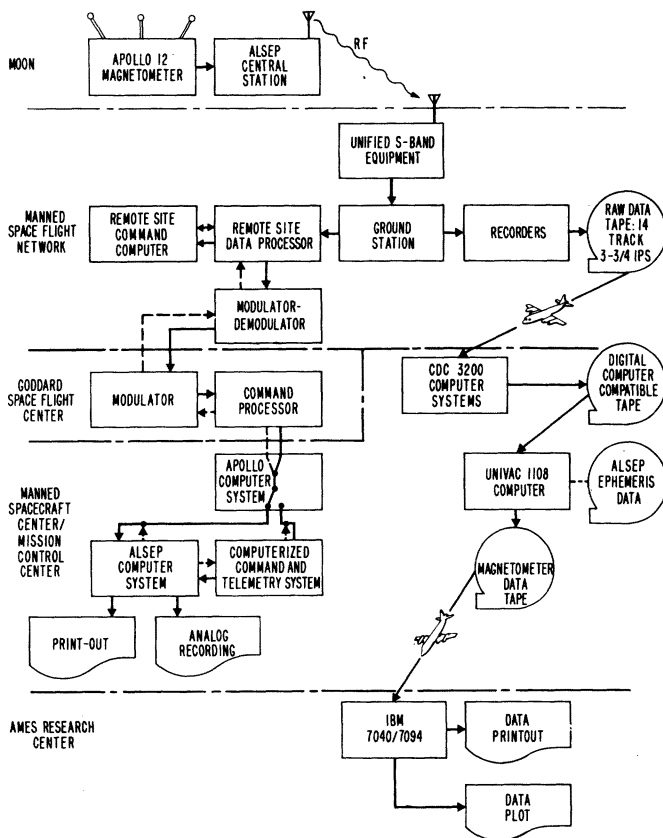 MOON
APOLLO 12
MAGNETOMETER
ALSEP
CENTRAL
STATION
RF
UNIFIED S-BAND
EQUIPMENT
MANNED
SPACE FLIGHT
NETWORK
REMOTE SITE
COMMAND
COMPUTER
REMOTE SITE
DATA PROCESSOR
GROUND
STATION
RECORDERS
RAW DATA
TAPE: 14
TRACK
3-3/4 IPS
MODULATOR-
DEMODULATOR
GODDARD
SPACE FLIGHT
CENTER
MODULATOR
COMMAND
PROCESSOR
CDC 3200
COMPUTER
SYSTEMS
DIGITAL
COMPUTER
COMPATIBLE
TAPE
MANNED
SPACECRAFT
CENTER/
MISSION
CONTROL
CENTER
APOLLO
COMPUTER
SYSTEM
UNIVAC 1108
COMPUTER
ALSEP
EPHEMERIS
DATA
ALSEP
COMPUTER
SYSTEM
COMPUTERIZED
COMMAND AND
TELEMETRY SYSTEM
MAGNETOMETER
DATA
TAPE
PRINT-OUT
ANALOG
RECORDING
AMES RESEARCH
CENTER
IBM
7040/7094
DATA
PRINTOUT
DATA
PLOT